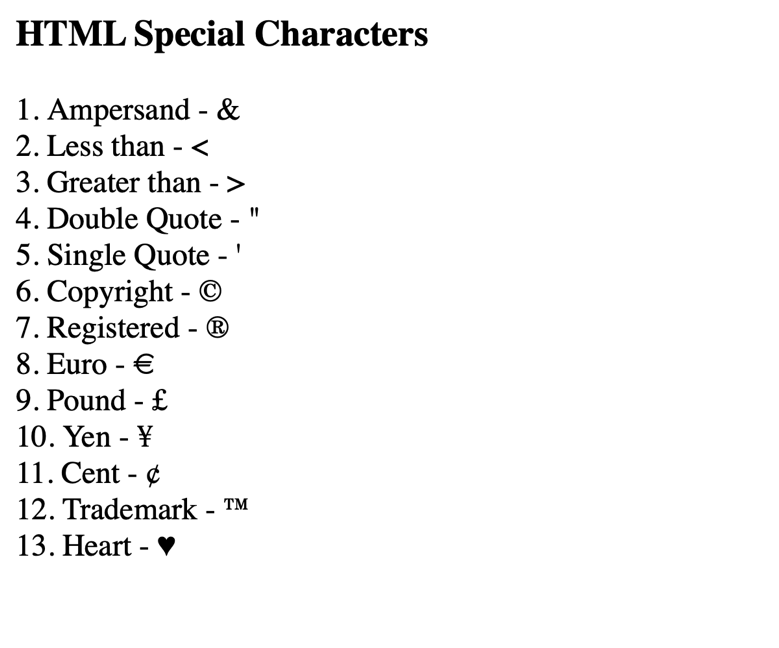 HTML Special Characters
1. Ampersand - &
2. Less than - <
3. Greater than - >
4. Double Quote - "
5. Single Quote - '
6. Copyright - ©
7. Registered - ®
8. Euro - €
9. Pound - £
10. Yen - ¥
11. Cent - ¢
12. Trademark - ™
13. Heart - ♥